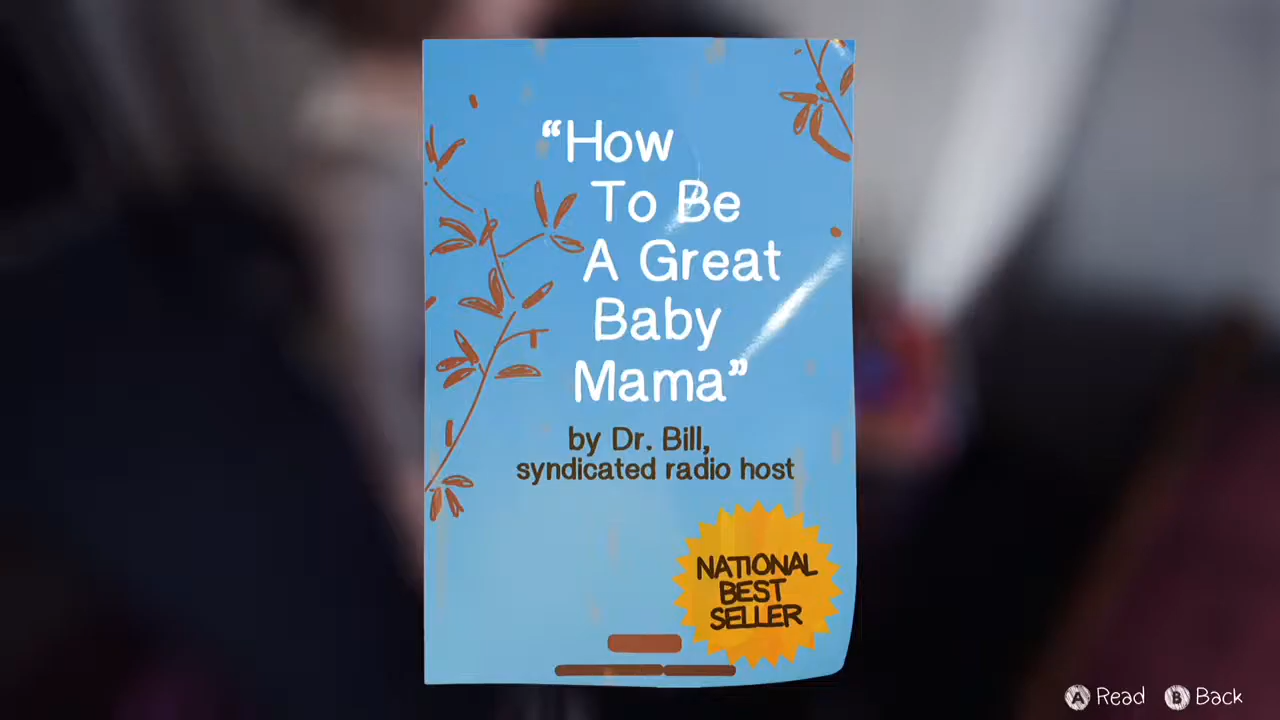 “How
To Be
A Great
Baby
Mama”
by Dr. Bill,
syndicated radio host
NATIONAL
BEST
SELLER
A Read B Back